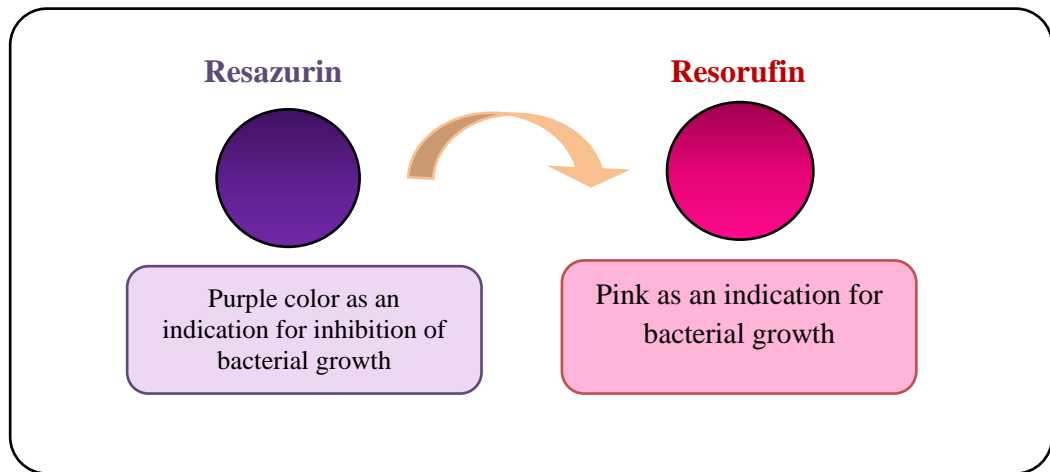 Resazurin
Resorufin
Purple color as an
indication for inhibition of
bacterial growth
Pink as an indication for
bacterial growth